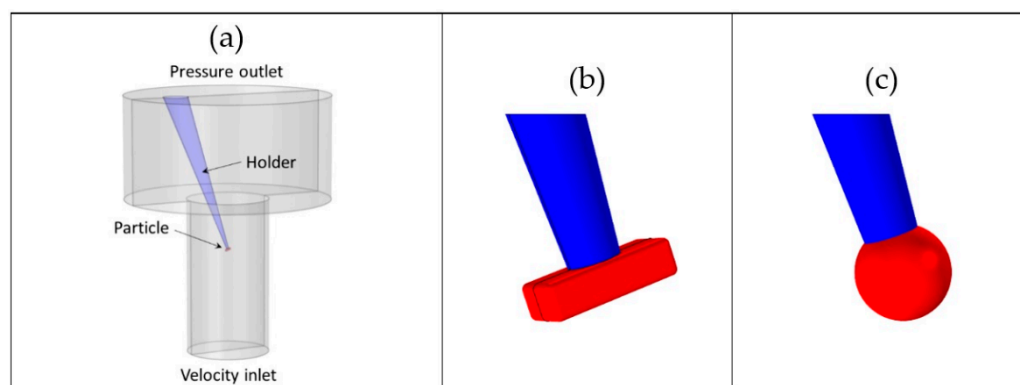 (a)
Pressure outlet
Holder
Particle
Velocity inlet
(b)
(c)